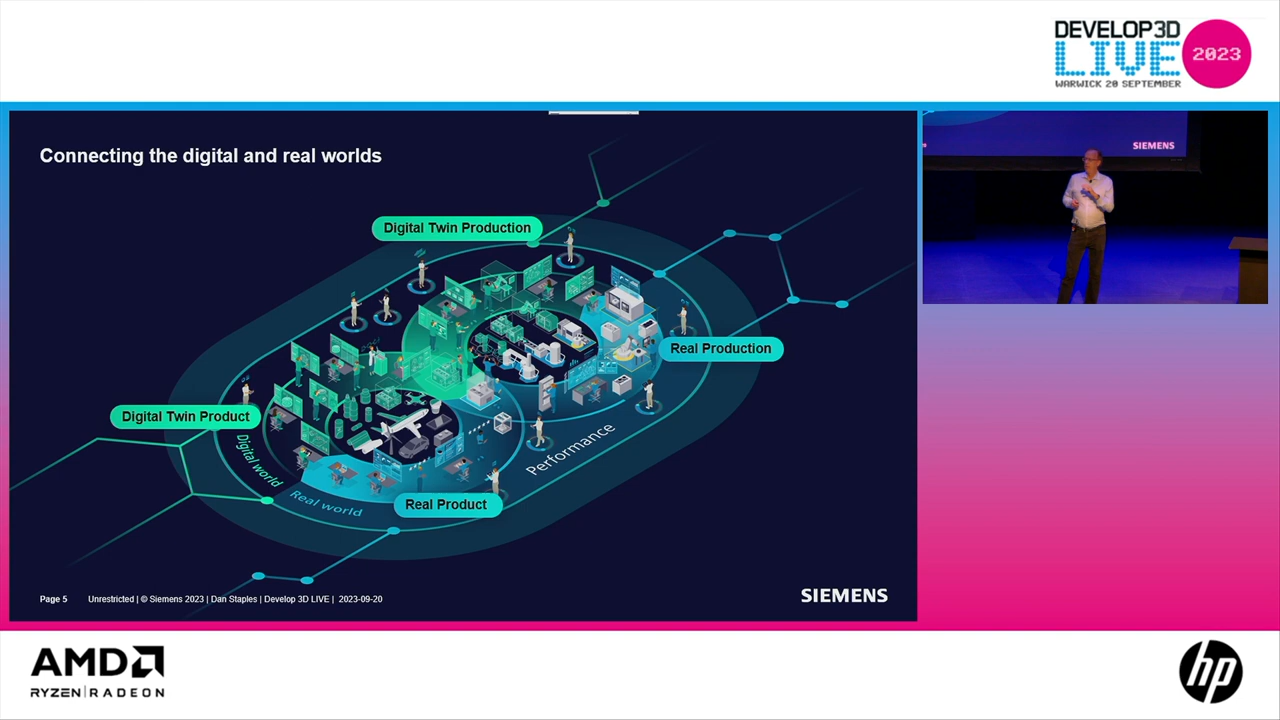 DEVELOP3D
LIVE
2023
WARWICK 20 SEPTEMBER
Connecting the digital and real worlds
SIEMENS
Digital Twin Production
Real Production
Digital Twin Product
Digital world
Real world
Performance
Real Product
Page 5 Unrestricted | © Siemens 2023 | Dan Staples | Develop 3D LIVE | 2023-09-20
SIEMENS
AMD
RYZEN | RADEON
hp